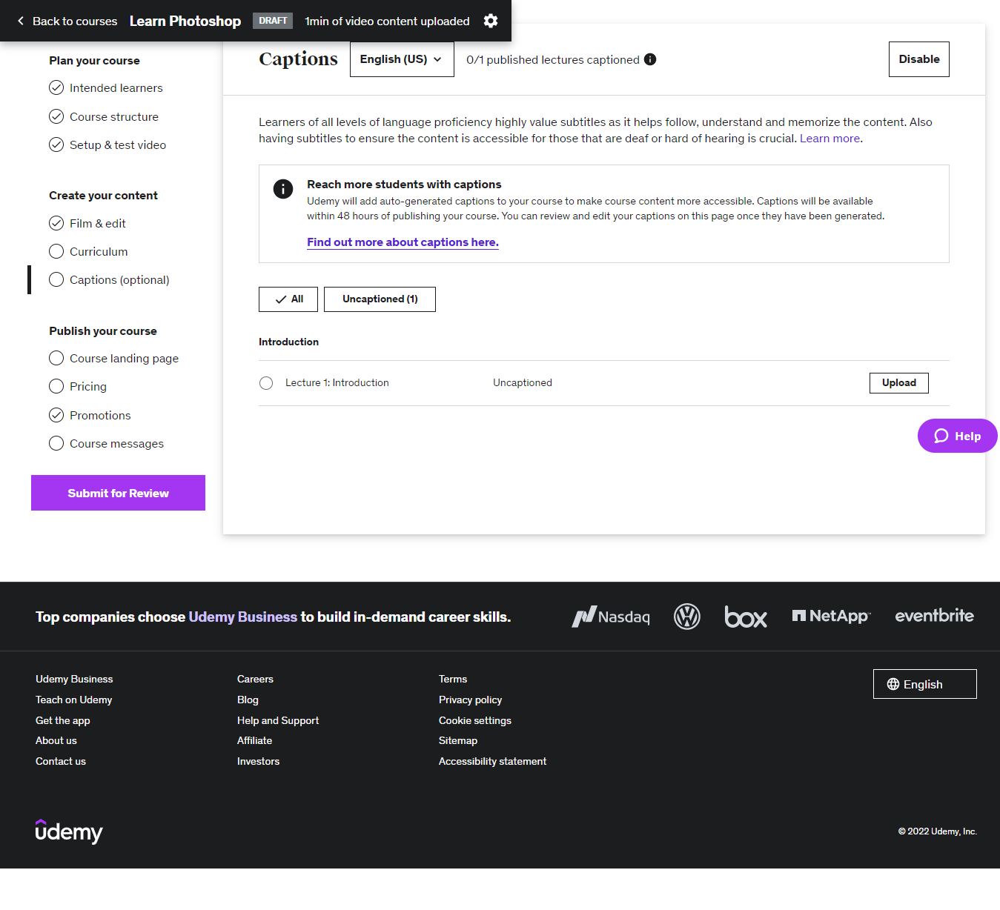 Back to courses Learn Photoshop DRAFT 1min of video content uploaded
Plan your course
Intended learners
Course structure
Setup & test video
Create your content
Film & edit
Curriculum
Captions (optional)
Publish your course
Course landing page
Pricing
Promotions
Course messages
Submit for Review
Captions English (US) 0/1 published lectures captioned Disable
Learners of all levels of language proficiency highly value subtitles as it helps follow, understand and memorize the content. Also
having subtitles to ensure the content is accessible for those that are deaf or hard of hearing is crucial. Learn more.
Reach more students with captions
Udemy will add auto-generated captions to your course to make course content more accessible. Captions will be available
within 48 hours of publishing your course. You can review and edit your captions on this page once they have been generated.
Find out more about captions here.
All Uncaptioned (1)
Introduction
Lecture 1: Introduction Uncaptioned Upload
Help
Top companies choose Udemy Business to build in-demand career skills.
Nasdaq box NetApp eventbrite
Udemy Business
Teach on Udemy
Get the app
About us
Contact us
Careers
Blog
Help and Support
Affiliate
Investors
Terms
Privacy policy
Cookie settings
Sitemap
Accessibility statement
English
udemy
© 2022 Udemy, Inc.